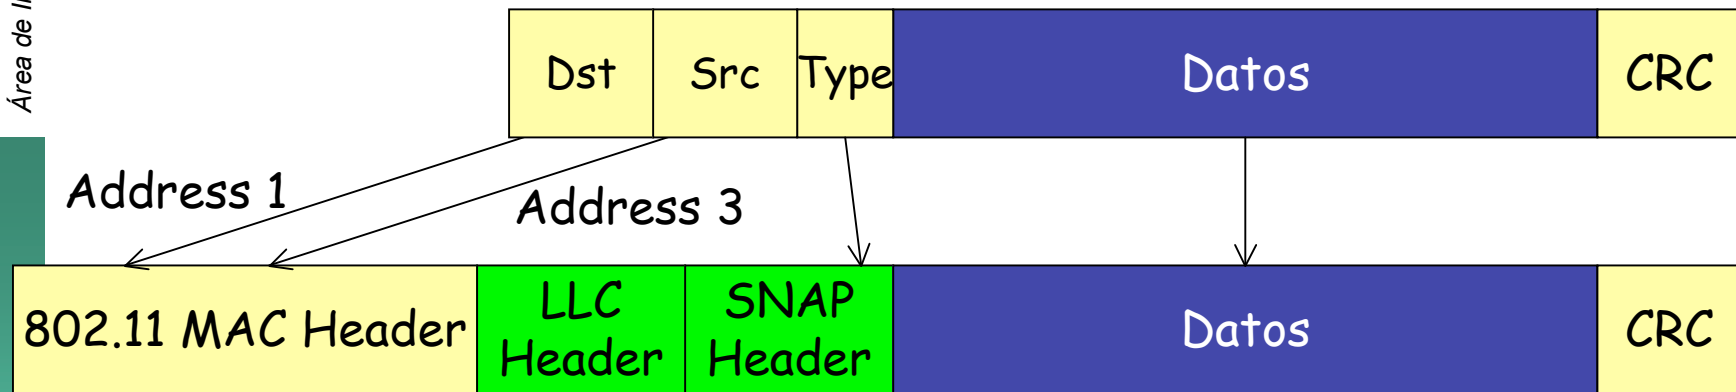 Área de
Dst Src Type Datos CRC
Address 1
Address 3
802.11 MAC Header
LLC
Header
SNAP
Header
Datos
CRC